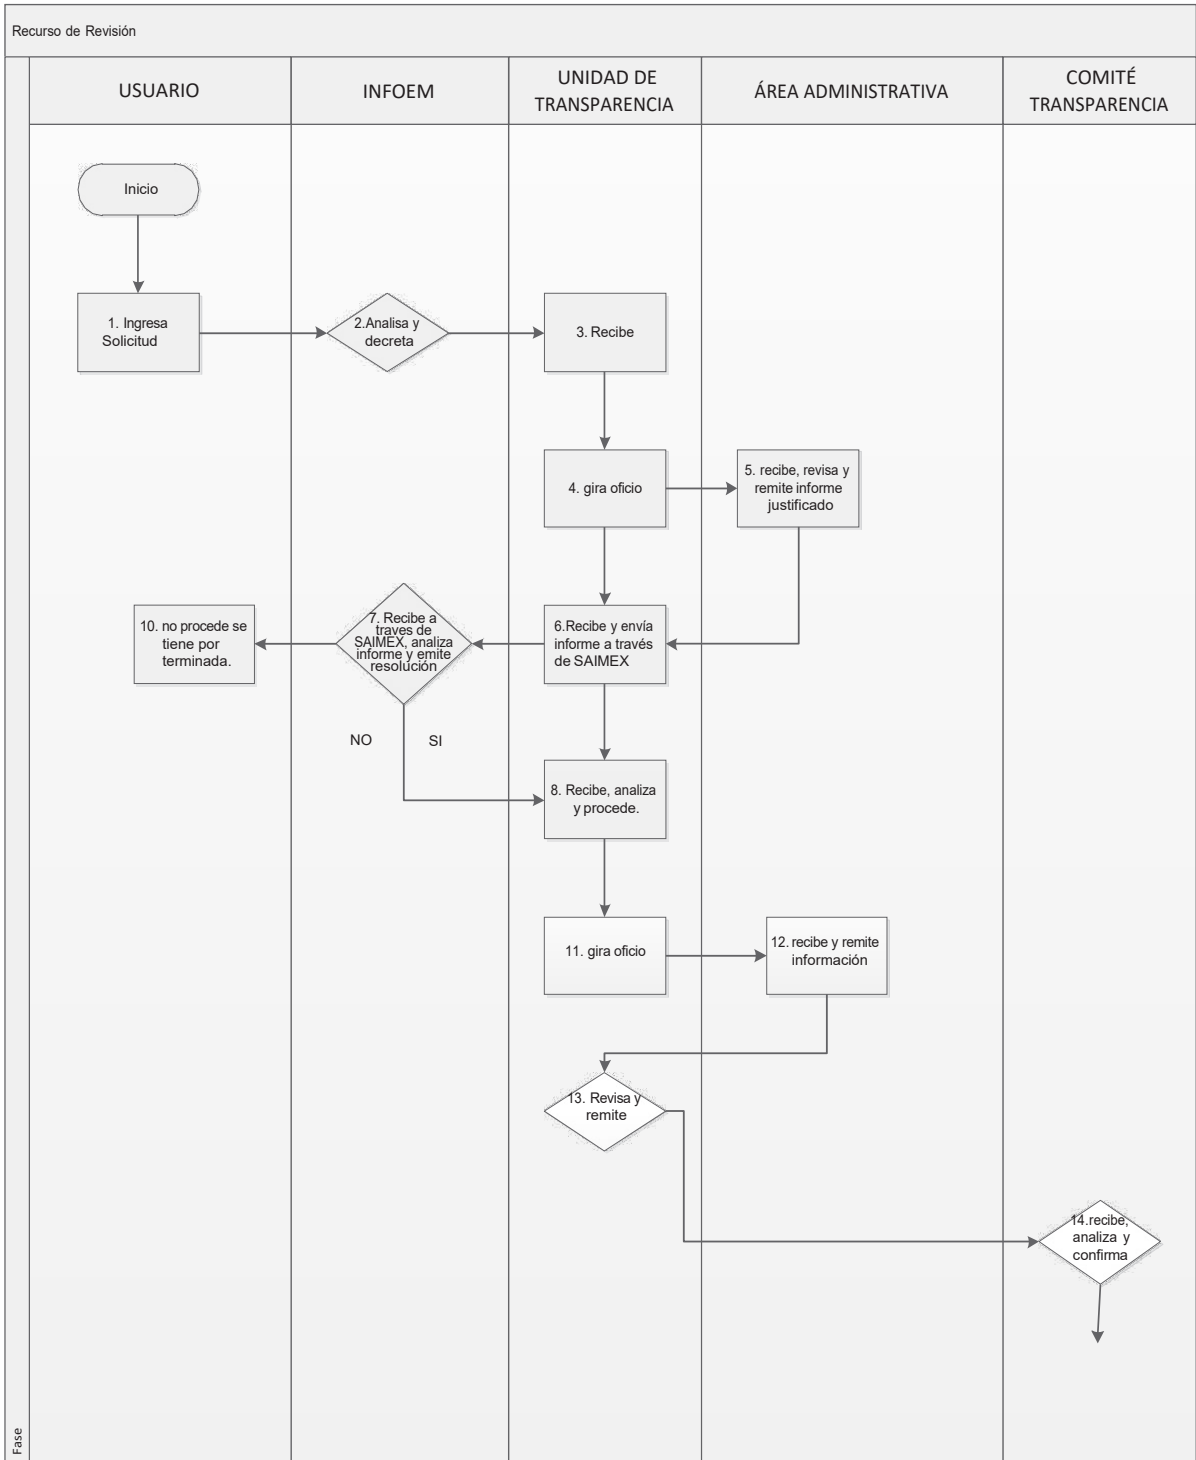 Recurso de Revisión
USUARIO
INFOEM
UNIDAD DE
TRANSPARENCIA
ÁREA ADMINISTRATIVA
COMITÉ
TRANSPARENCIA
Inicio
1. Ingresa
Solicitud
2.Analisa y
decreta
3. Recibe
4. gira oficio
5. recibe, revisa y
remite informe
justificado
10. no procede se
tiene por
terminada.
7. Recibe a
traves de
SAIMEX, analiza
informe y emite
resolución
6.Recibe y envía
informe a través
de SAIMEX
NO
SI
8. Recibe, analiza
y procede.
11. gira oficio
12. recibe y remite
información
13. Revisa y
remite
14.recibe,
analiza y
confirma
Fase